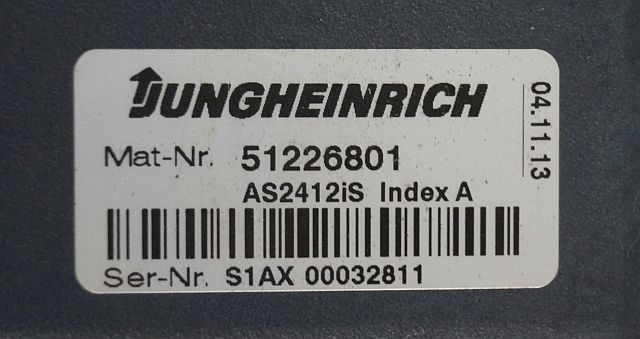 JUNGHEINRICH
Mat-Nr. 51226801
AS2412iS Index A
Ser-Nr. S1AX 00032811
04.11.13